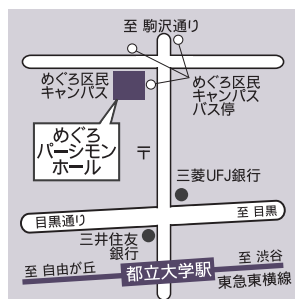 至 駒沢通り
めぐろ区民
キャンパス
めぐろ区民
キャンパス
バス停
めぐろ
パーシモン
ホール
〒
三菱UFJ銀行
目黒通り
至 目黒
三井住友
銀行
至 渋谷
至 自由が丘
都立大学駅
東急東横線